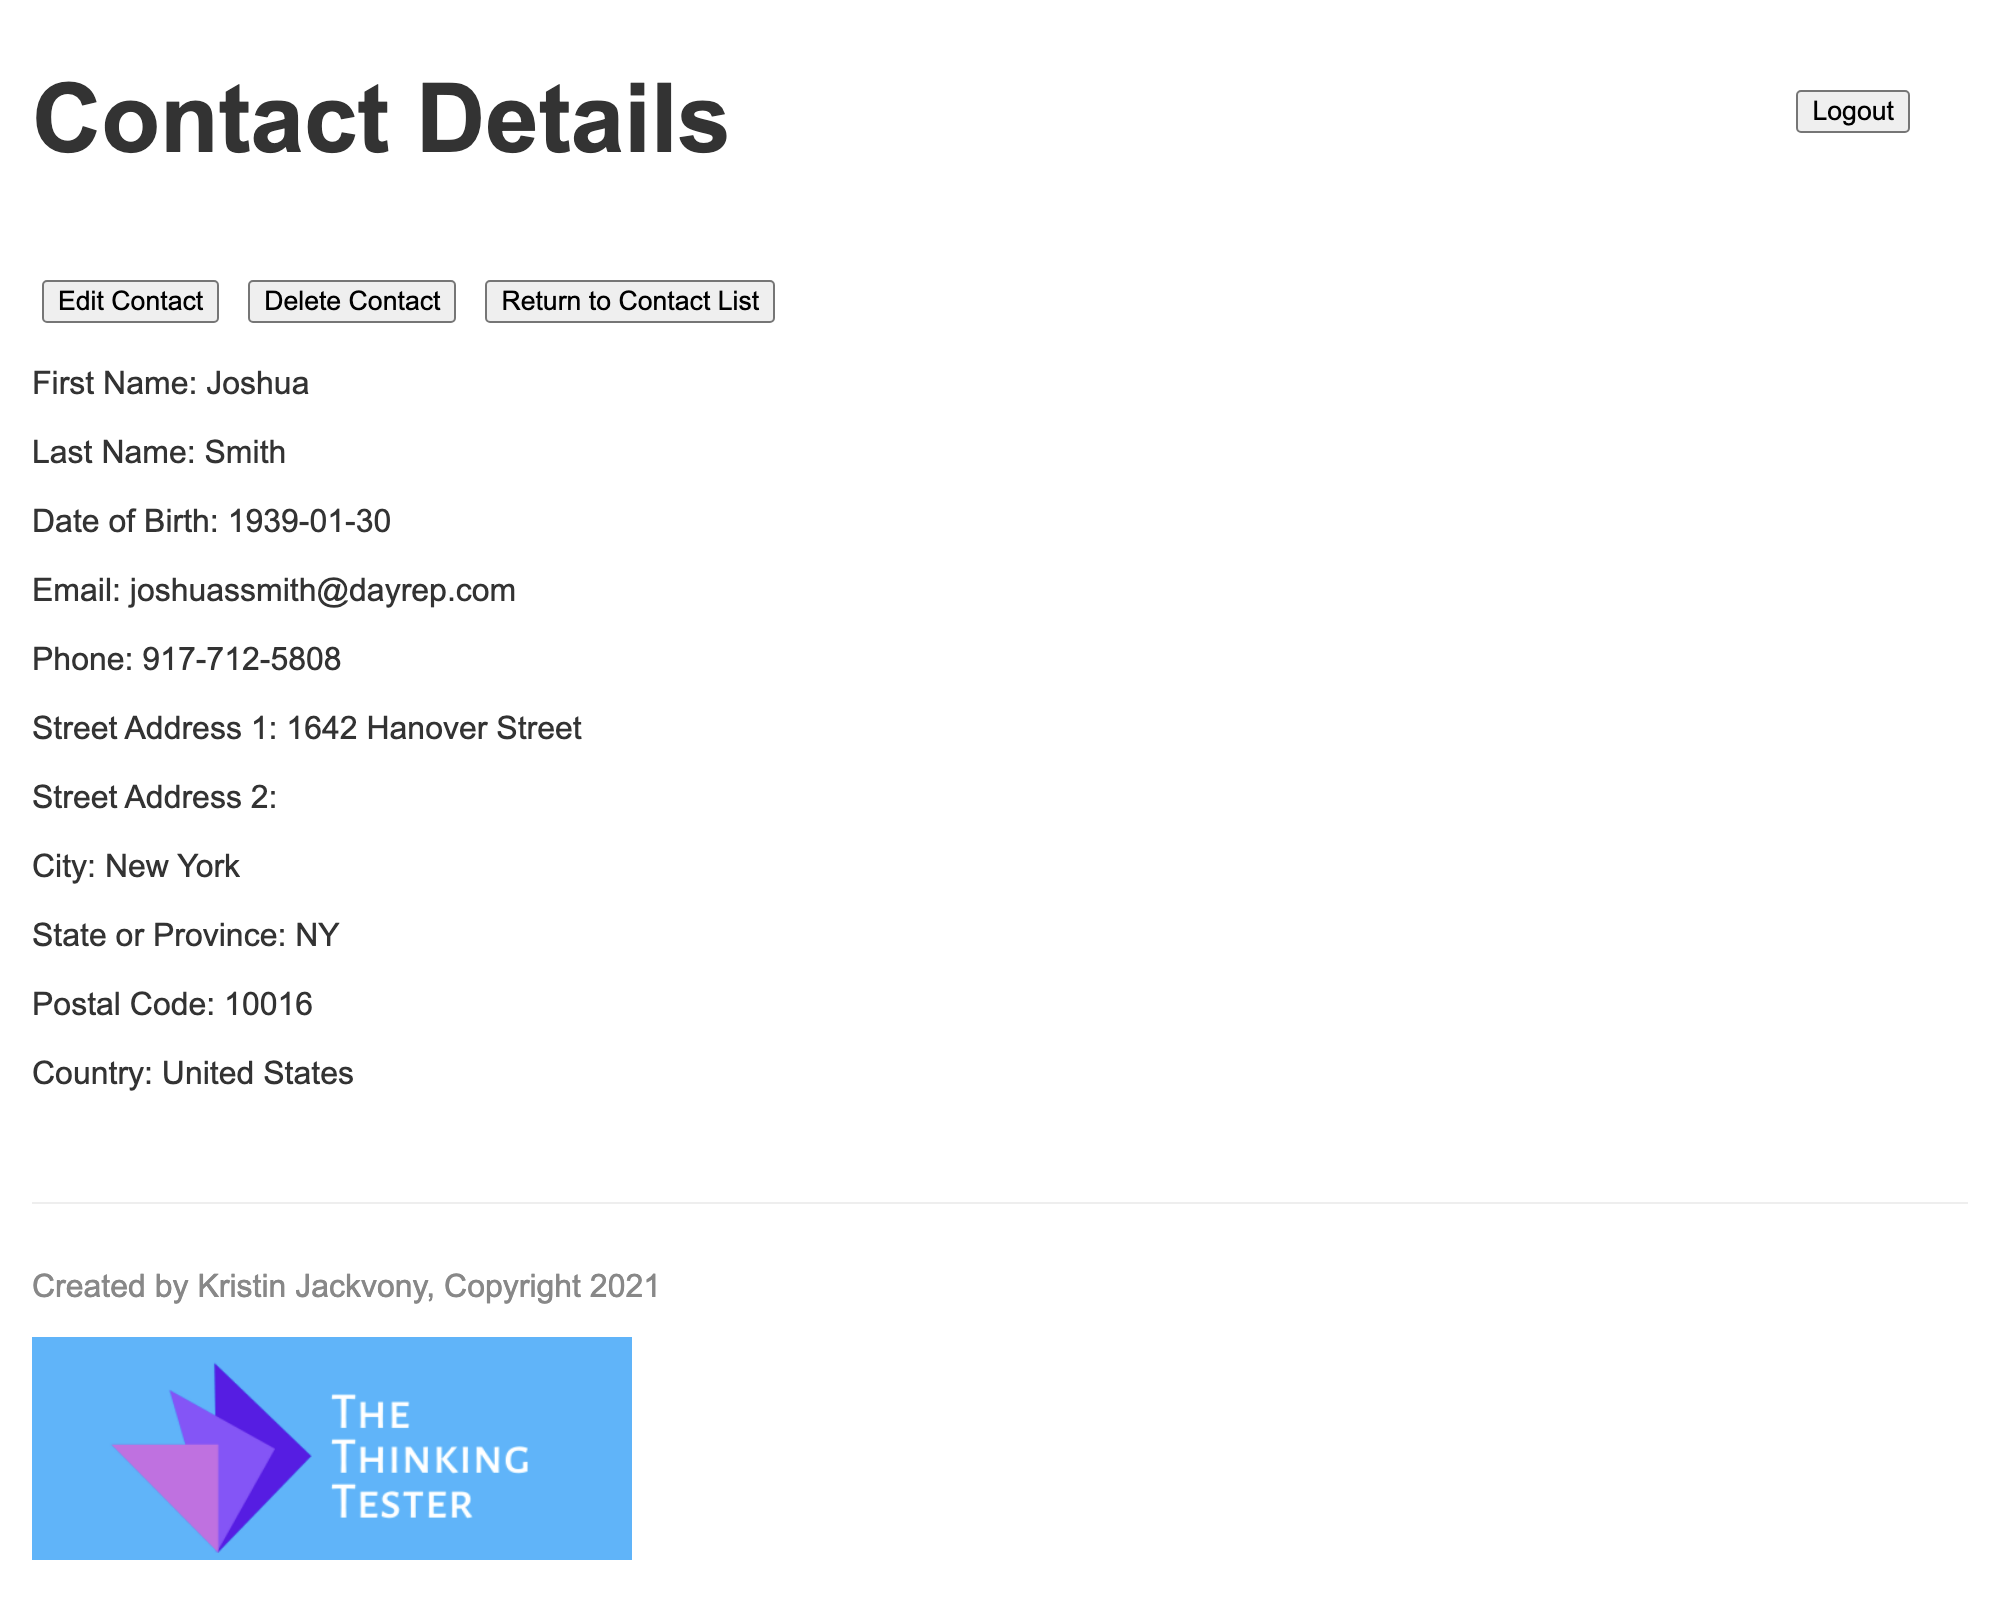 Contact Details
Logout
Edit Contact
Delete Contact
Return to Contact List
First Name: Joshua
Last Name: Smith
Date of Birth: 1939-01-30
Email: joshuassmith@dayrep.com
Phone: 917-712-5808
Street Address 1: 1642 Hanover Street
Street Address 2:
City: New York
State or Province: NY
Postal Code: 10016
Country: United States
Created by Kristin Jackvony, Copyright 2021
THE
THINKING
TESTER